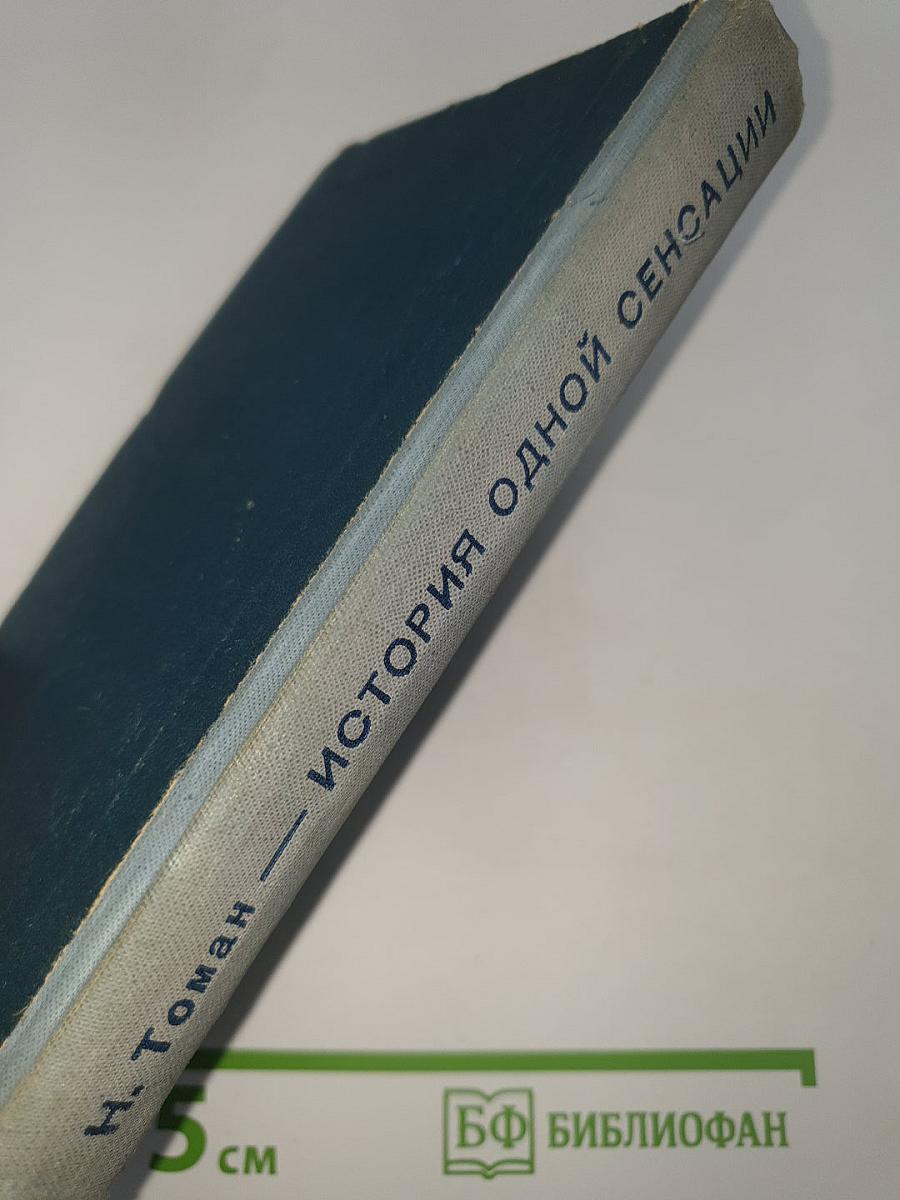 Н. Томан — ИСТОРИЯ ОДНОЙ СЕНСАЦИИ
5 см
БФ БИБЛИОФАН